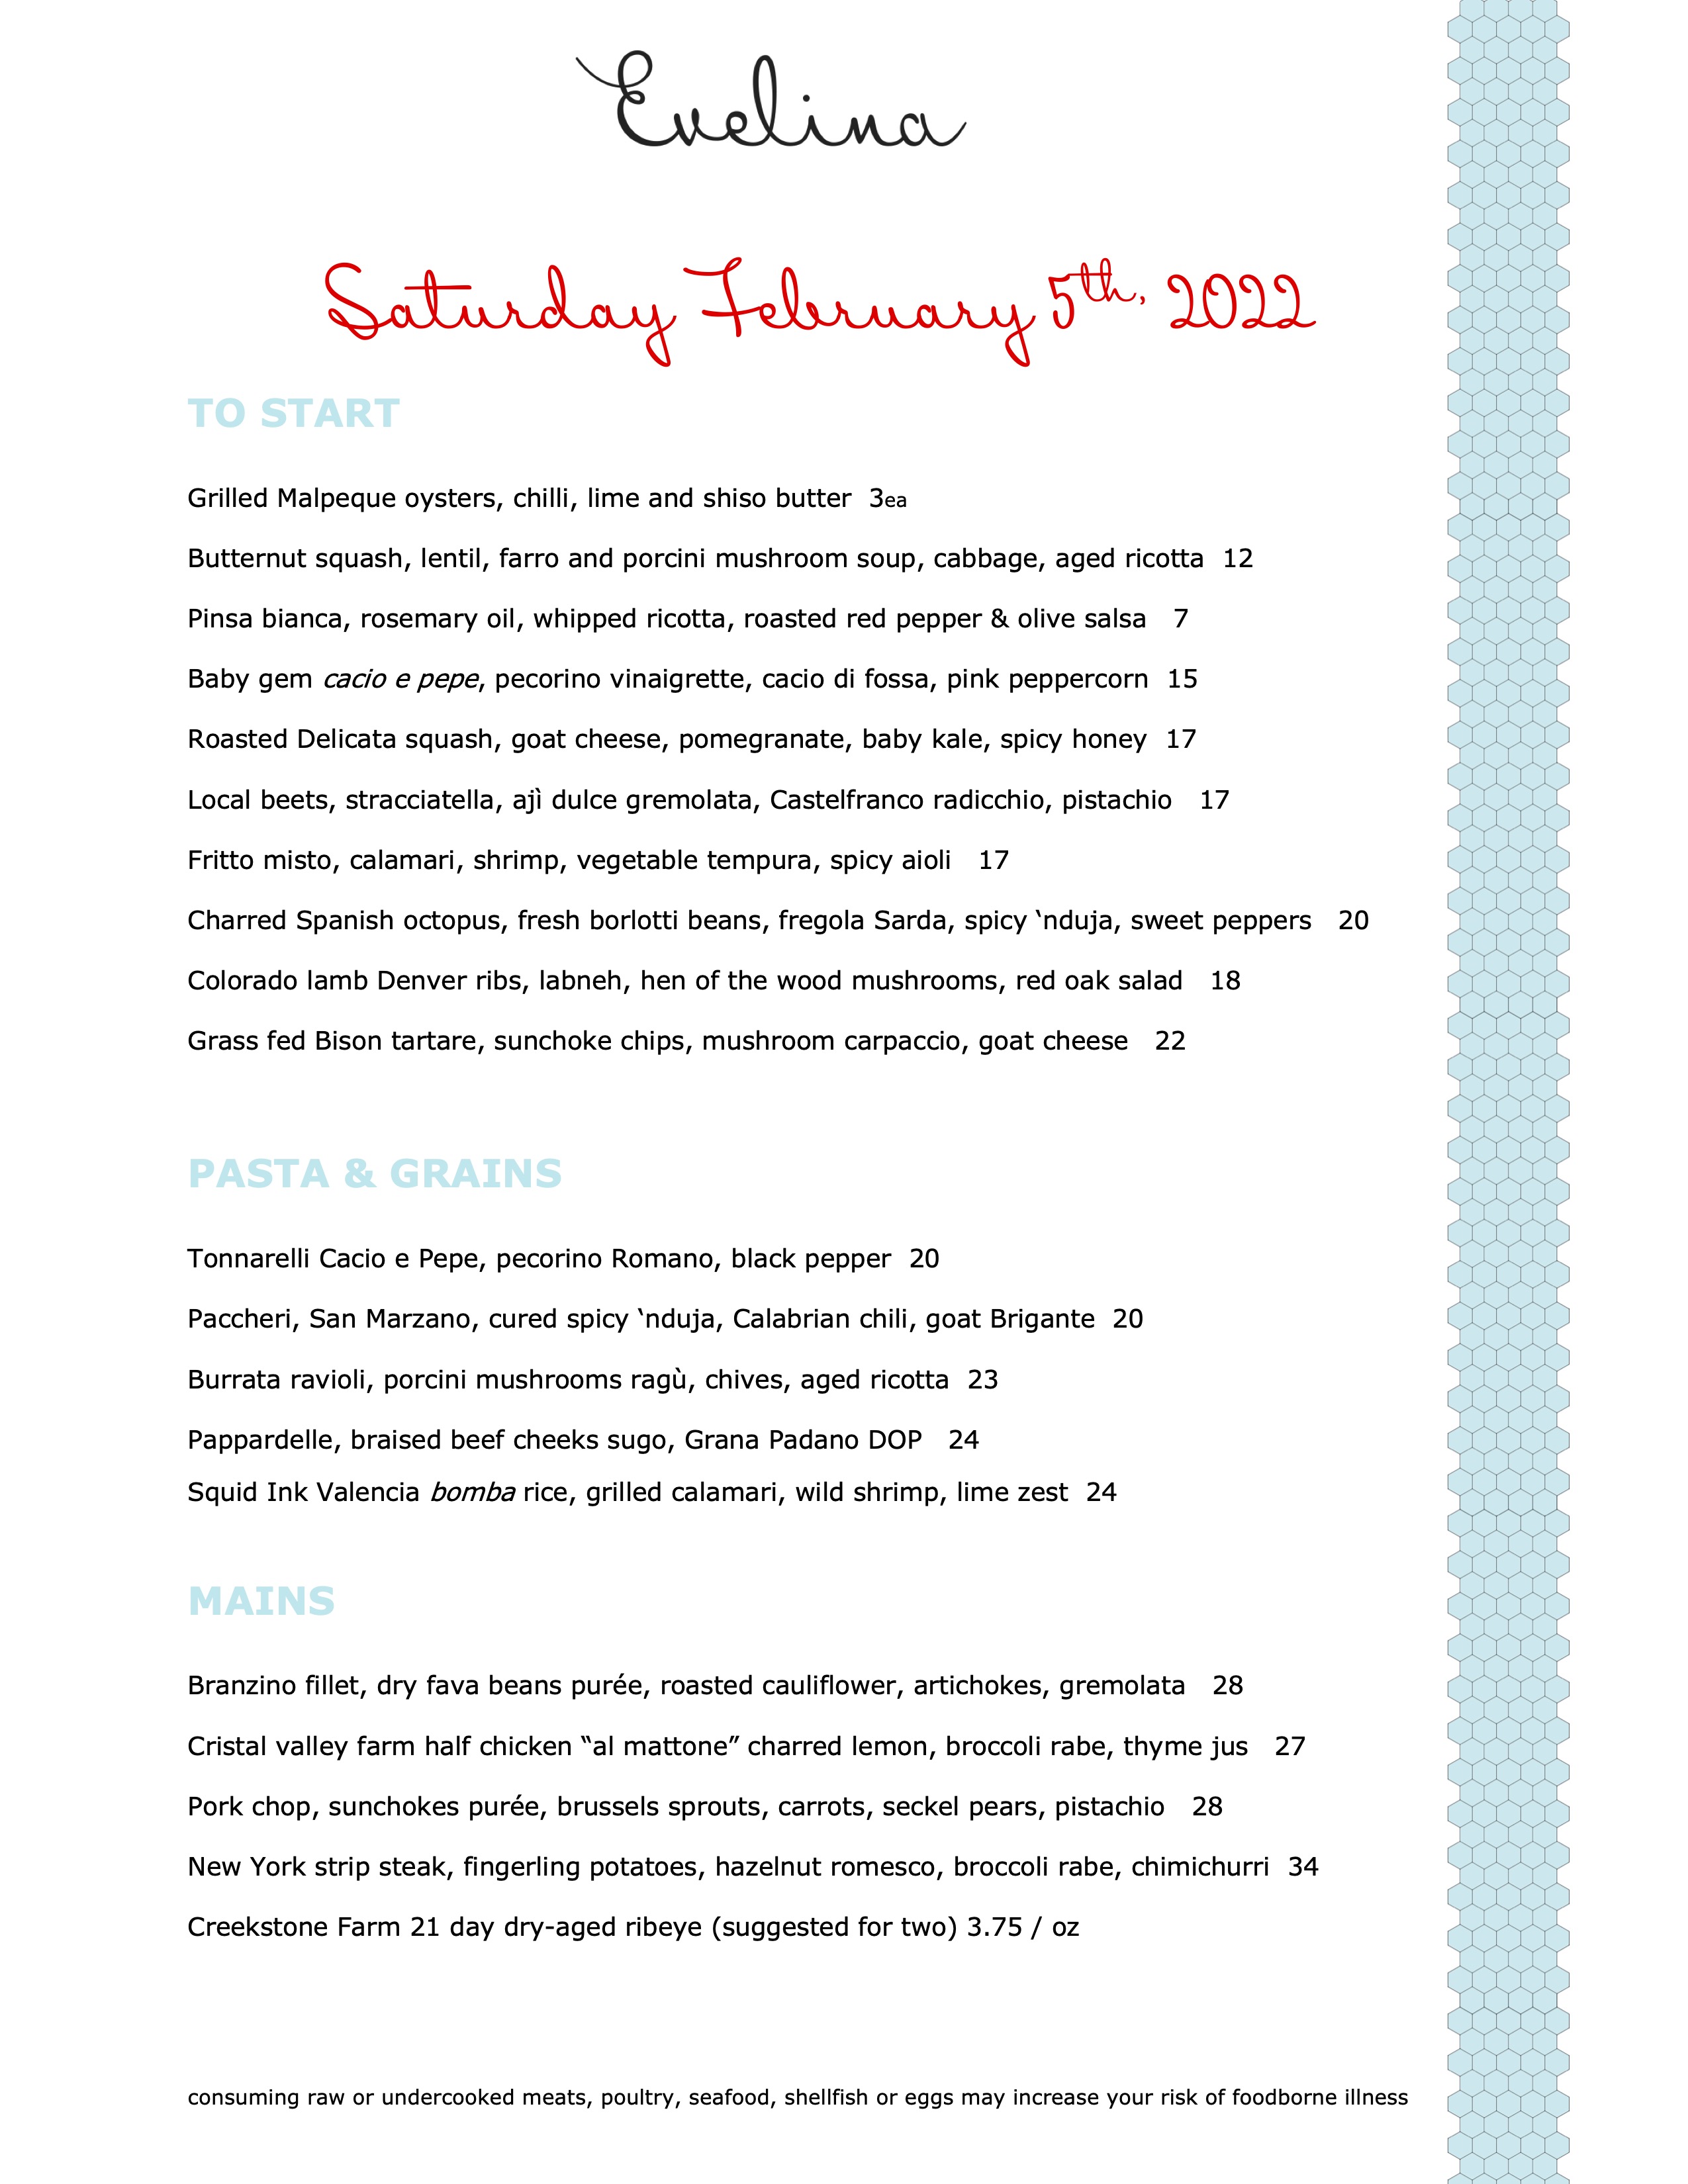 Evelina
Saturday February 5th, 2022
TO START
Grilled Malpeque oysters, chilli, lime and shiso butter 3ea
Butternut squash, lentil, farro and porcini mushroom soup, cabbage, aged ricotta 12
Pinsa bianca, rosemary oil, whipped ricotta, roasted red pepper & olive salsa 7
Baby gem cacio e pepe, pecorino vinaigrette, cacio di fossa, pink peppercorn 15
Roasted Delicata squash, goat cheese, pomegranate, baby kale, spicy honey 17
Local beets, stracciatella, ajì dulce gremolata, Castelfranco radicchio, pistachio 17
Fritto misto, calamari, shrimp, vegetable tempura, spicy aioli 17
Charred Spanish octopus, fresh borlotti beans, fregola Sarda, spicy ‘nduja, sweet peppers 20
Colorado lamb Denver ribs, labneh, hen of the wood mushrooms, red oak salad 18
Grass fed Bison tartare, sunchoke chips, mushroom carpaccio, goat cheese 22
PASTA & GRAINS
Tonnarelli Cacio e Pepe, pecorino Romano, black pepper 20
Paccheri, San Marzano, cured spicy ‘nduja, Calabrian chili, goat Brigante 20
Burrata ravioli, porcini mushrooms ragù, chives, aged ricotta 23
Pappardelle, braised beef cheeks sugo, Grana Padano DOP 24
Squid Ink Valencia bomba rice, grilled calamari, wild shrimp, lime zest 24
MAINS
Branzino fillet, dry fava beans purée, roasted cauliflower, artichokes, gremolata 28
Cristal valley farm half chicken “al mattone” charred lemon, broccoli rabe, thyme jus 27
Pork chop, sunchokes purée, brussels sprouts, carrots, seckel pears, pistachio 28
New York strip steak, fingerling potatoes, hazelnut romesco, broccoli rabe, chimichurri 34
Creekstone Farm 21 day dry-aged ribeye (suggested for two) 3.75 / oz
consuming raw or undercooked meats, poultry, seafood, shellfish or eggs may increase your risk of foodborne illness